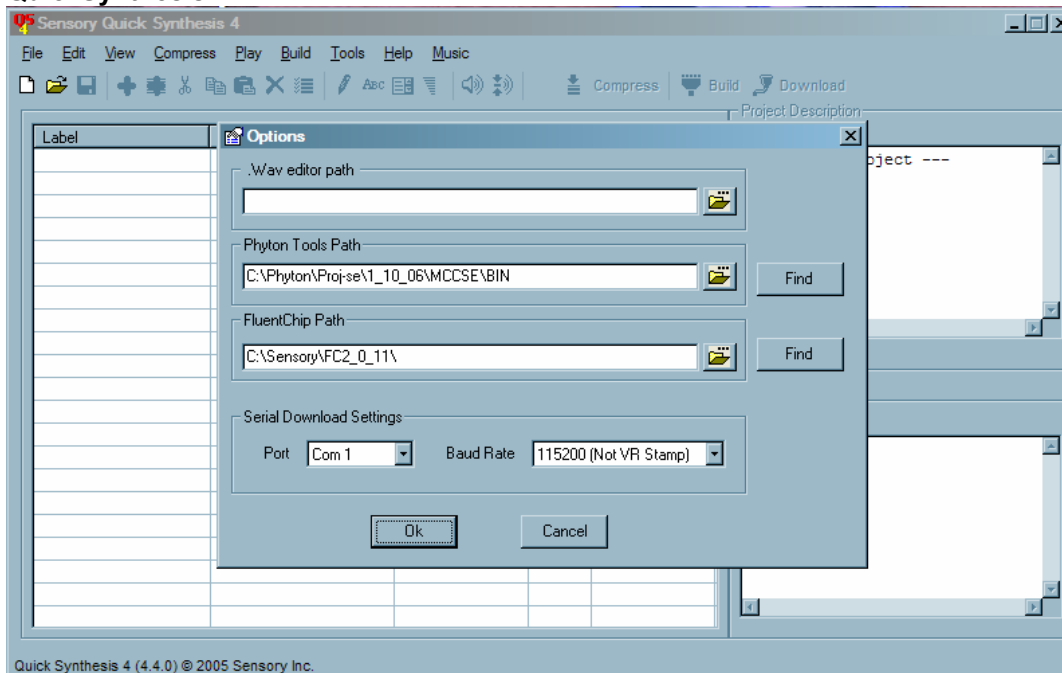 Sensory Quick Synthesis 4
File Edit View Compress Play Build Tools Help Music
ABC Compress Build Download
Project Description
Label
Options
oject ---
.Wav editor path
Phyton Tools Path
C:\Phyton\Proj-se\1_10_06\MCCSE\BIN
Find
FluentChip Path
C:\Sensory\FC2_0_11\
Find
Serial Download Settings
Port Com 1 Baud Rate 115200 (Not VR Stamp)
Ok Cancel
Quick Synthesis 4 (4.4.0) © 2005 Sensory Inc.